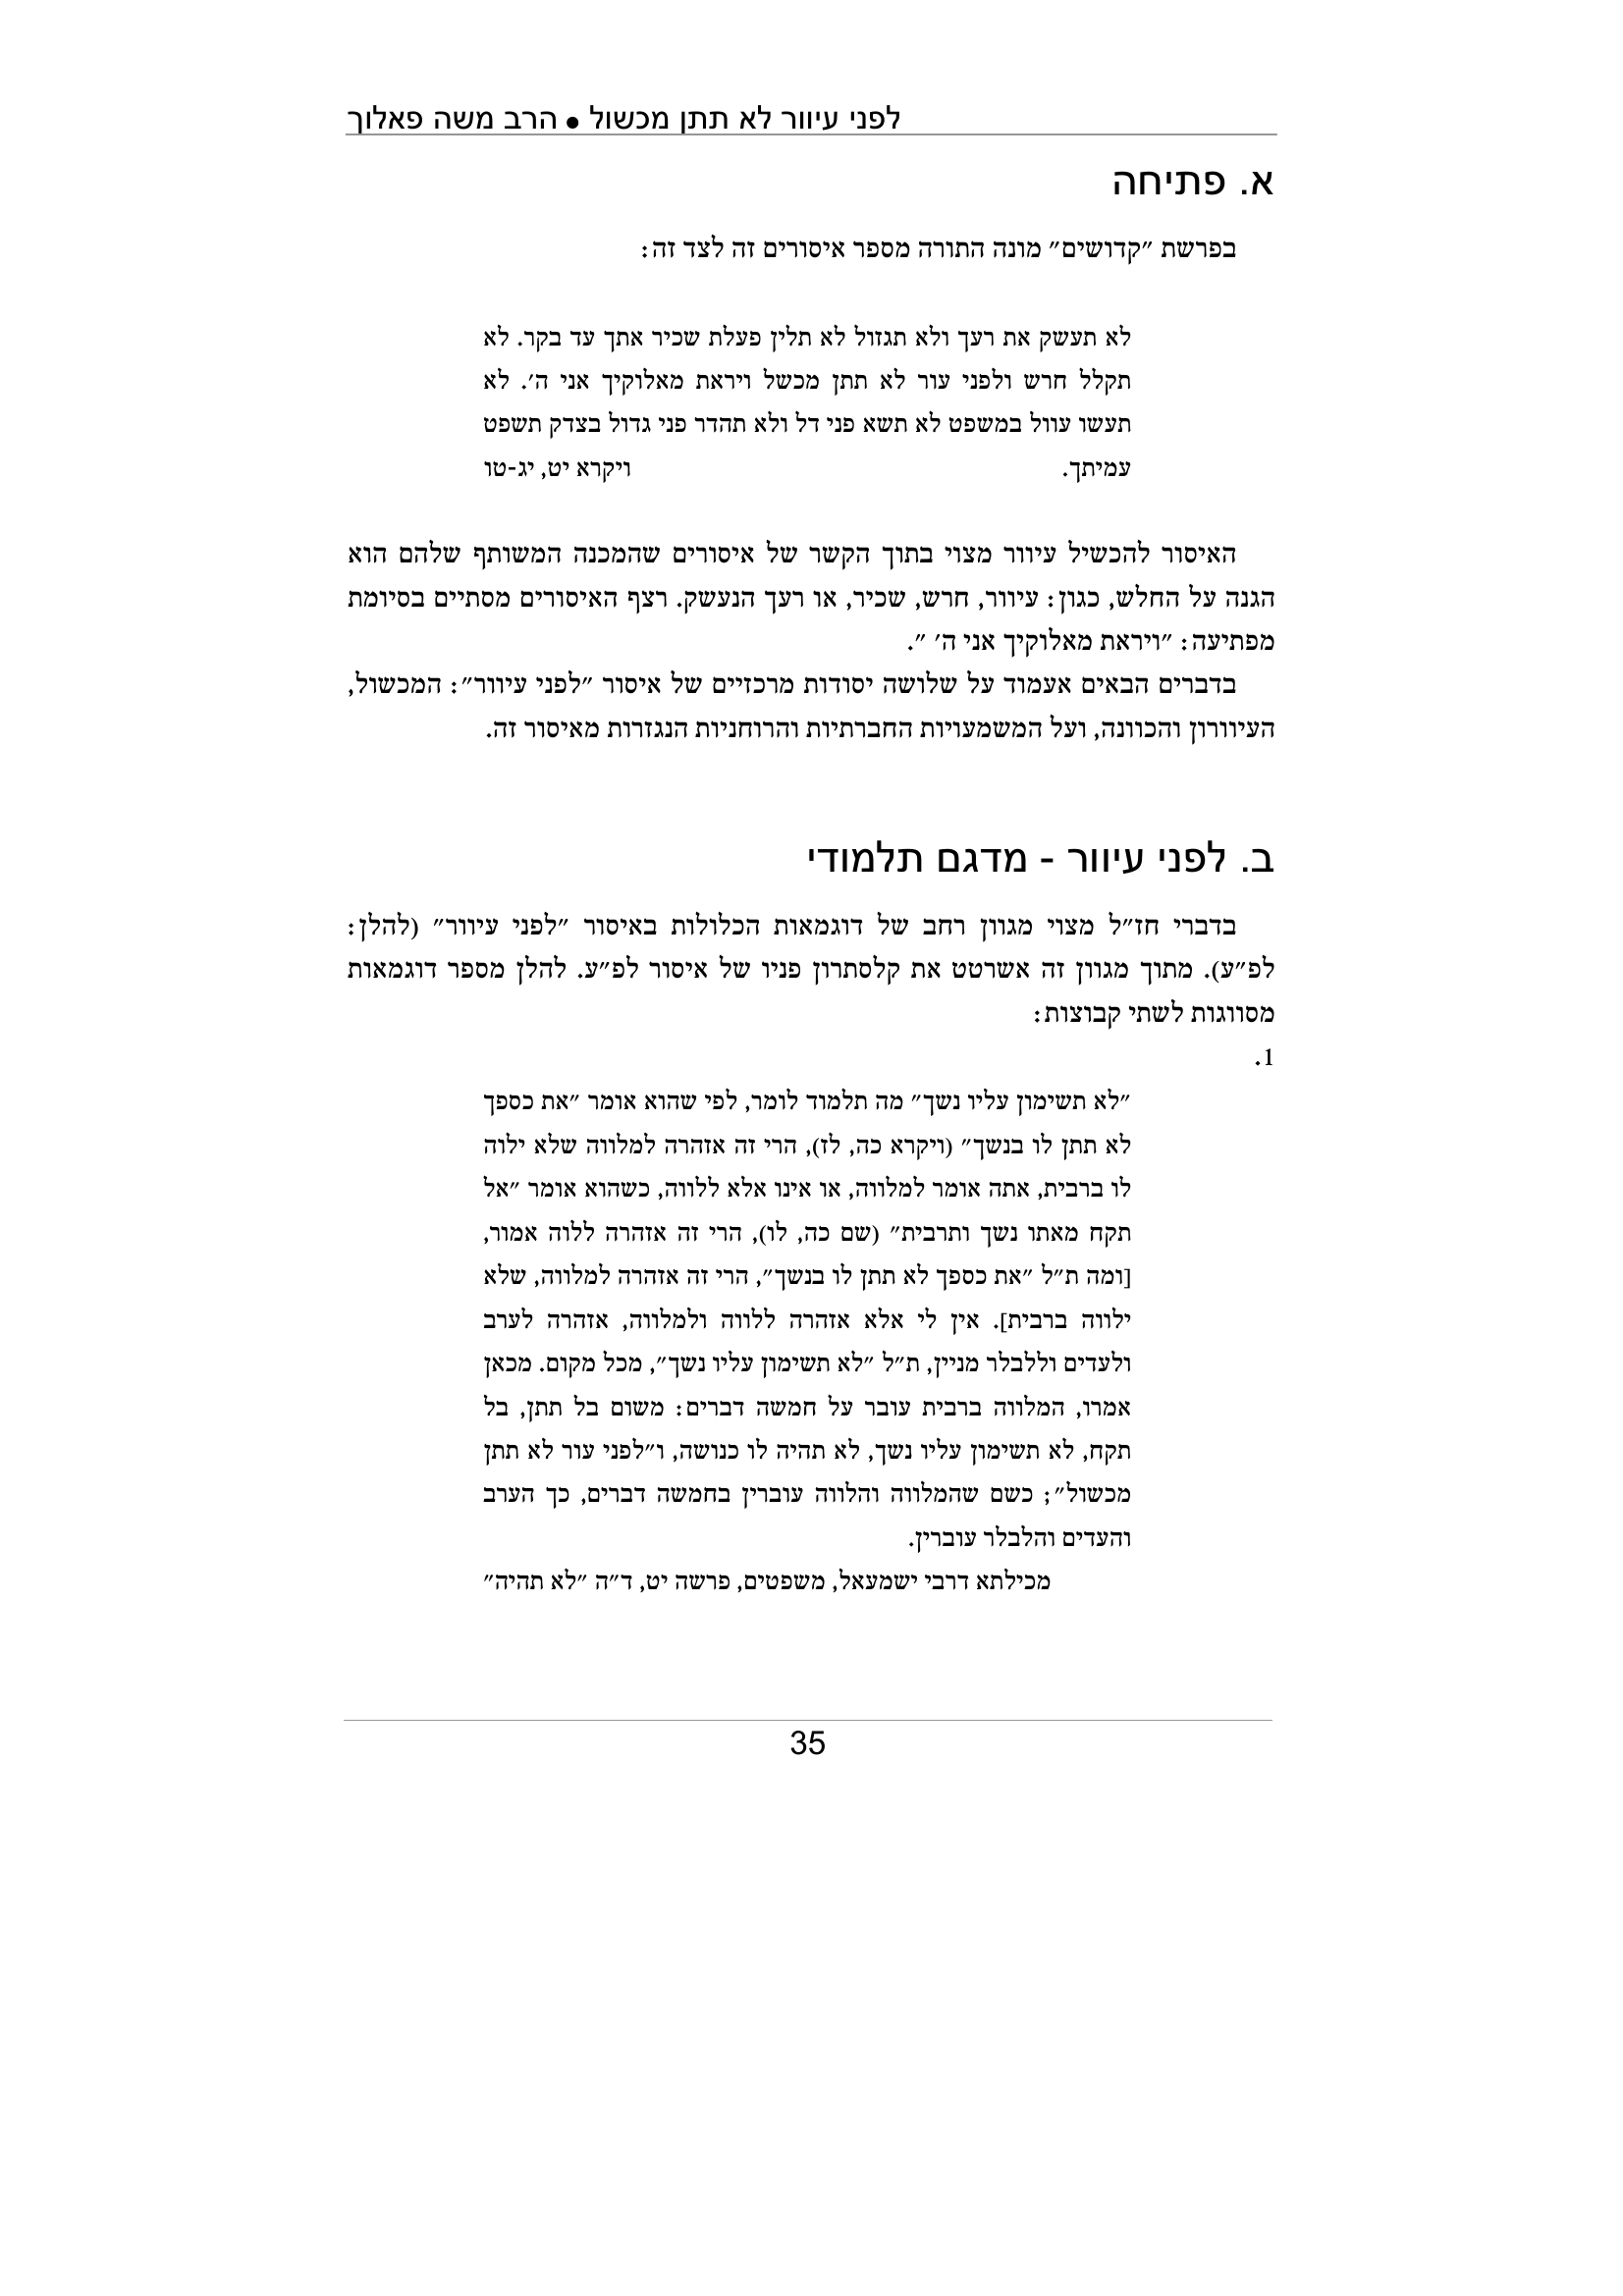 לפני עיוור לא תתן מכשול ● הרב משה פאלוך
א. פתיחה
בפרשת ״קדושים״ מונה התורה מספר איסורים זה לצד זה:
לא תעשק את רעך ולא תגזול לא תלין פעלת שכיר אתך עד בקר. לא
תקלל חרש ולפני עור לא תתן מכשל ויראת מאלוקיך אני ה׳. לא
תעשו עוול במשפט לא תשא פני דל ולא תהדר פני גדול בצדק תשפט
עמיתך. ויקרא יט, יג-טו
האיסור להכשיל עיוור מצוי בתוך הקשר של איסורים שהמכנה המשותף שלהם הוא
הגנה על החלש, כגון: עיוור, חרש, שכיר, או רעך הנעשק. רצף האיסורים מסתיים בסיומת
מפתיעה: ״ויראת מאלוקיך אני ה׳ ״.
בדברים הבאים אעמוד על שלושה יסודות מרכזיים של איסור ״לפני עיוור״: המכשול,
העיוורון והכוונה, ועל המשמעויות החברתיות והרוחניות הנגזרות מאיסור זה.
ב. לפני עיוור - מדגם תלמודי
בדברי חז״ל מצוי מגוון רחב של דוגמאות הכלולות באיסור ״לפני עיוור״ (להלן:
לפ״ע). מתוך מגוון זה אשרטט את קלסתרון פניו של איסור לפ״ע. להלן מספר דוגמאות
מסווגות לשתי קבוצות:
1.
״לא תשימון עליו נשך״ מה תלמוד לומר, לפי שהוא אומר ״את כספך
לא תתן לו בנשך״ (ויקרא כה, לז), הרי זה אזהרה למלווה שלא ילוה
לו ברבית, אתה אומר למלווה, או אינו אלא ללווה, כשהוא אומר ״אל
תקח מאתו נשך ותרבית״ (שם כה, לו), הרי זה אזהרה ללוה אמור,
[ומה ת״ל ״את כספך לא תתן לו בנשך״, הרי זה אזהרה למלווה, שלא
ילווה ברבית]. אין לי אלא אזהרה ללווה ולמלווה, אזהרה לערב
ולעדים וללבלר מניין, ת״ל ״לא תשימון עליו נשך״, מכל מקום. מכאן
אמרו, המלווה ברבית עובר על חמשה דברים: משום בל תתן, בל
תקח, לא תשימון עליו נשך, לא תהיה לו כנושה, ו״לפני עור לא תתן
מכשול״; כשם שהמלווה והלווה עוברין בחמשה דברים, כך הערב
והעדים והלבלר עוברין.
מכילתא דרבי ישמעאל, משפטים, פרשה יט, ד״ה ״לא תהיה״
35